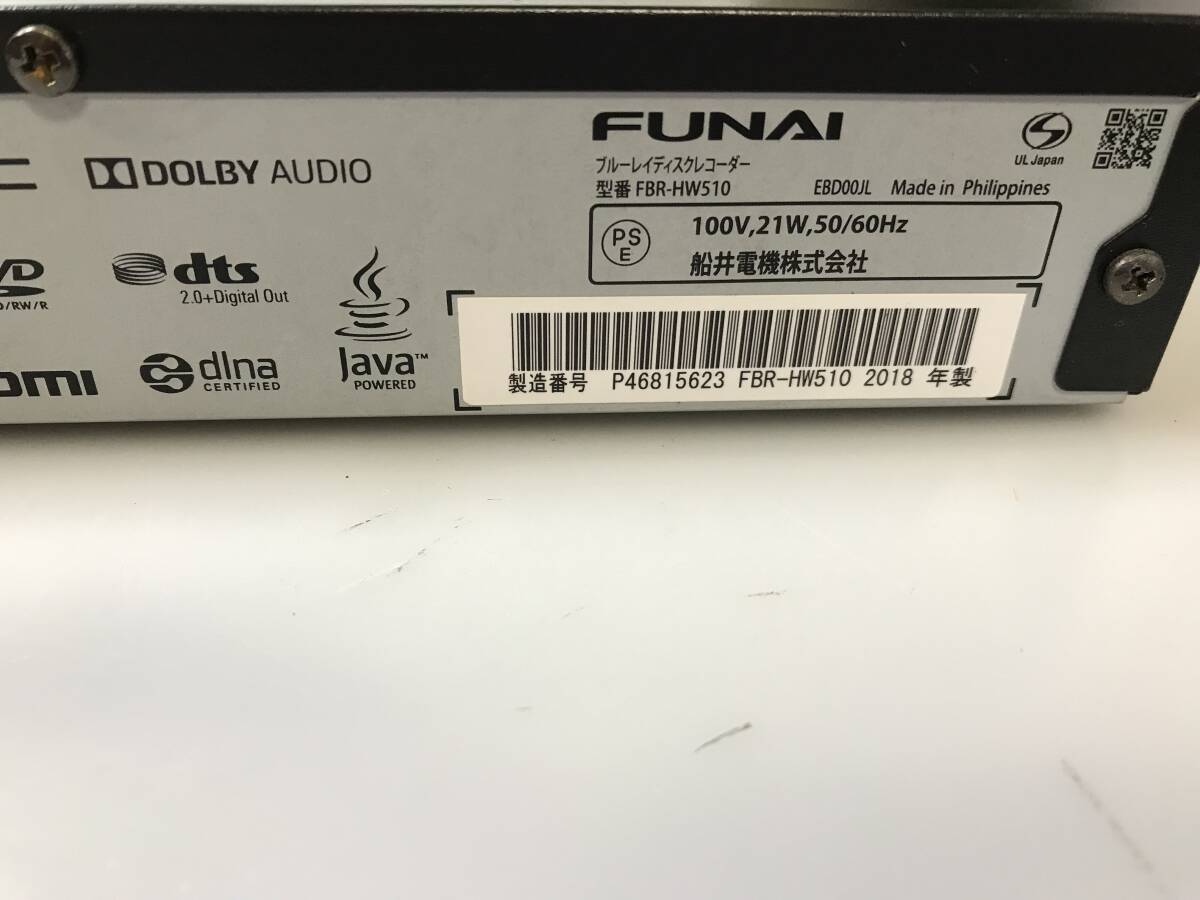 FUNAI
ブルーレイディスクレコーダー
型番 FBR-HW510 EBD00JL Made in Philippines
UL Japan
DOLBY AUDIO
PS
E
100V,21W,50/60Hz
船井電機株式会社
dts
2.0+Digital Out
/RW/R
dlna
CERTIFIED
Java™
POWERED
製造番号 P46815623 FBR-HW510 2018 年製